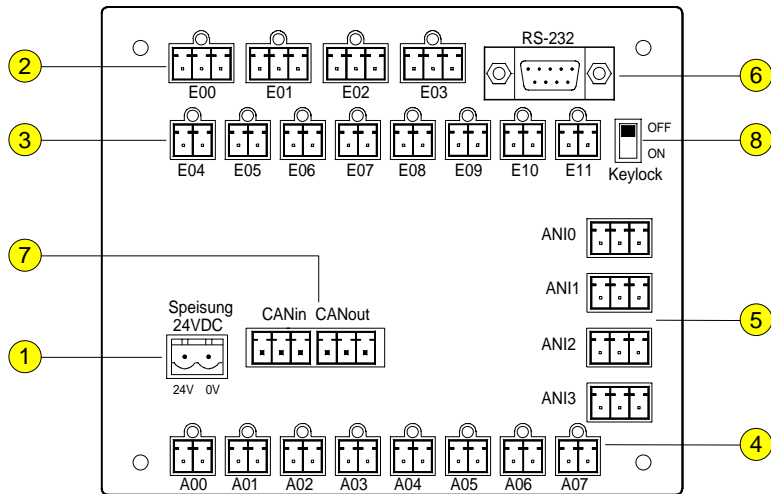 RS-232
2
6
E00 E01 E02 E03
OFF
3
8
ON
E04 E05 E06 E07 E08 E09 E10 E11 Keylock
ANI0
7
ANI1
Speisung
24VDC
CANin CANout
5
1
ANI2
24V 0V
ANI3
4
A00 A01 A02 A03 A04 A05 A06 A07